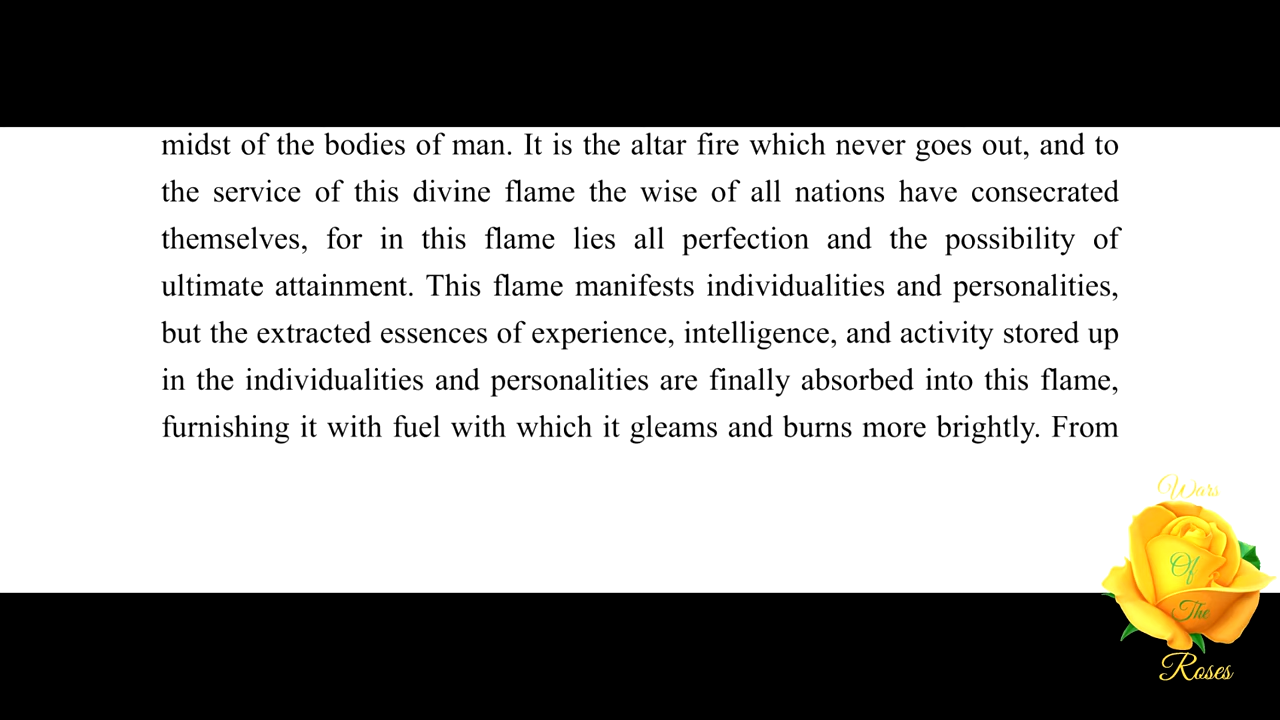 midst of the bodies of man. It is the altar fire which never goes out, and to
the service of this divine flame the wise of all nations have consecrated
themselves, for in this flame lies all perfection and the possibility of
ultimate attainment. This flame manifests individualities and personalities,
but the extracted essences of experience, intelligence, and activity stored up
in the individualities and personalities are finally absorbed into this flame,
furnishing it with fuel with which it gleams and burns more brightly. From
Wars
Of
The
Roses